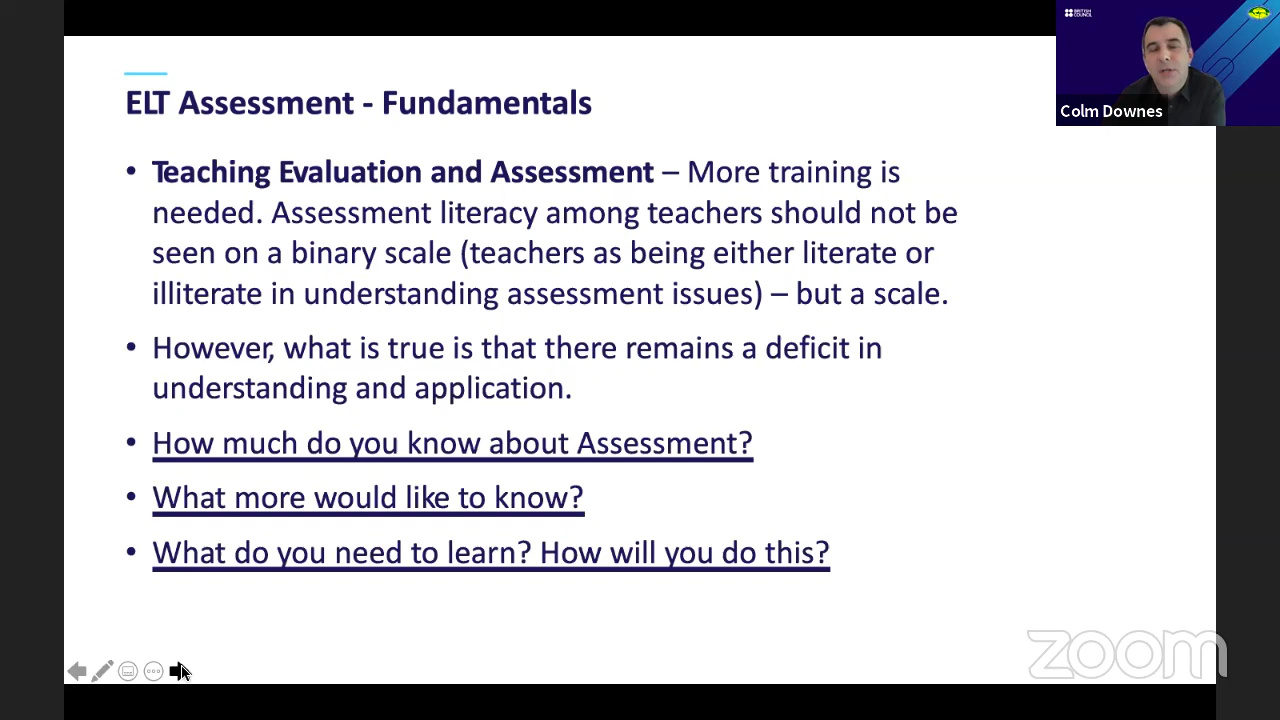 BRITISH
COUNCIL
Colm Downes
ELT Assessment - Fundamentals
• Teaching Evaluation and Assessment – More training is
needed. Assessment literacy among teachers should not be
seen on a binary scale (teachers as being either literate or
illiterate in understanding assessment issues) – but a scale.
• However, what is true is that there remains a deficit in
understanding and application.
• How much do you know about Assessment?
• What more would like to know?
• What do you need to learn? How will you do this?
zoom